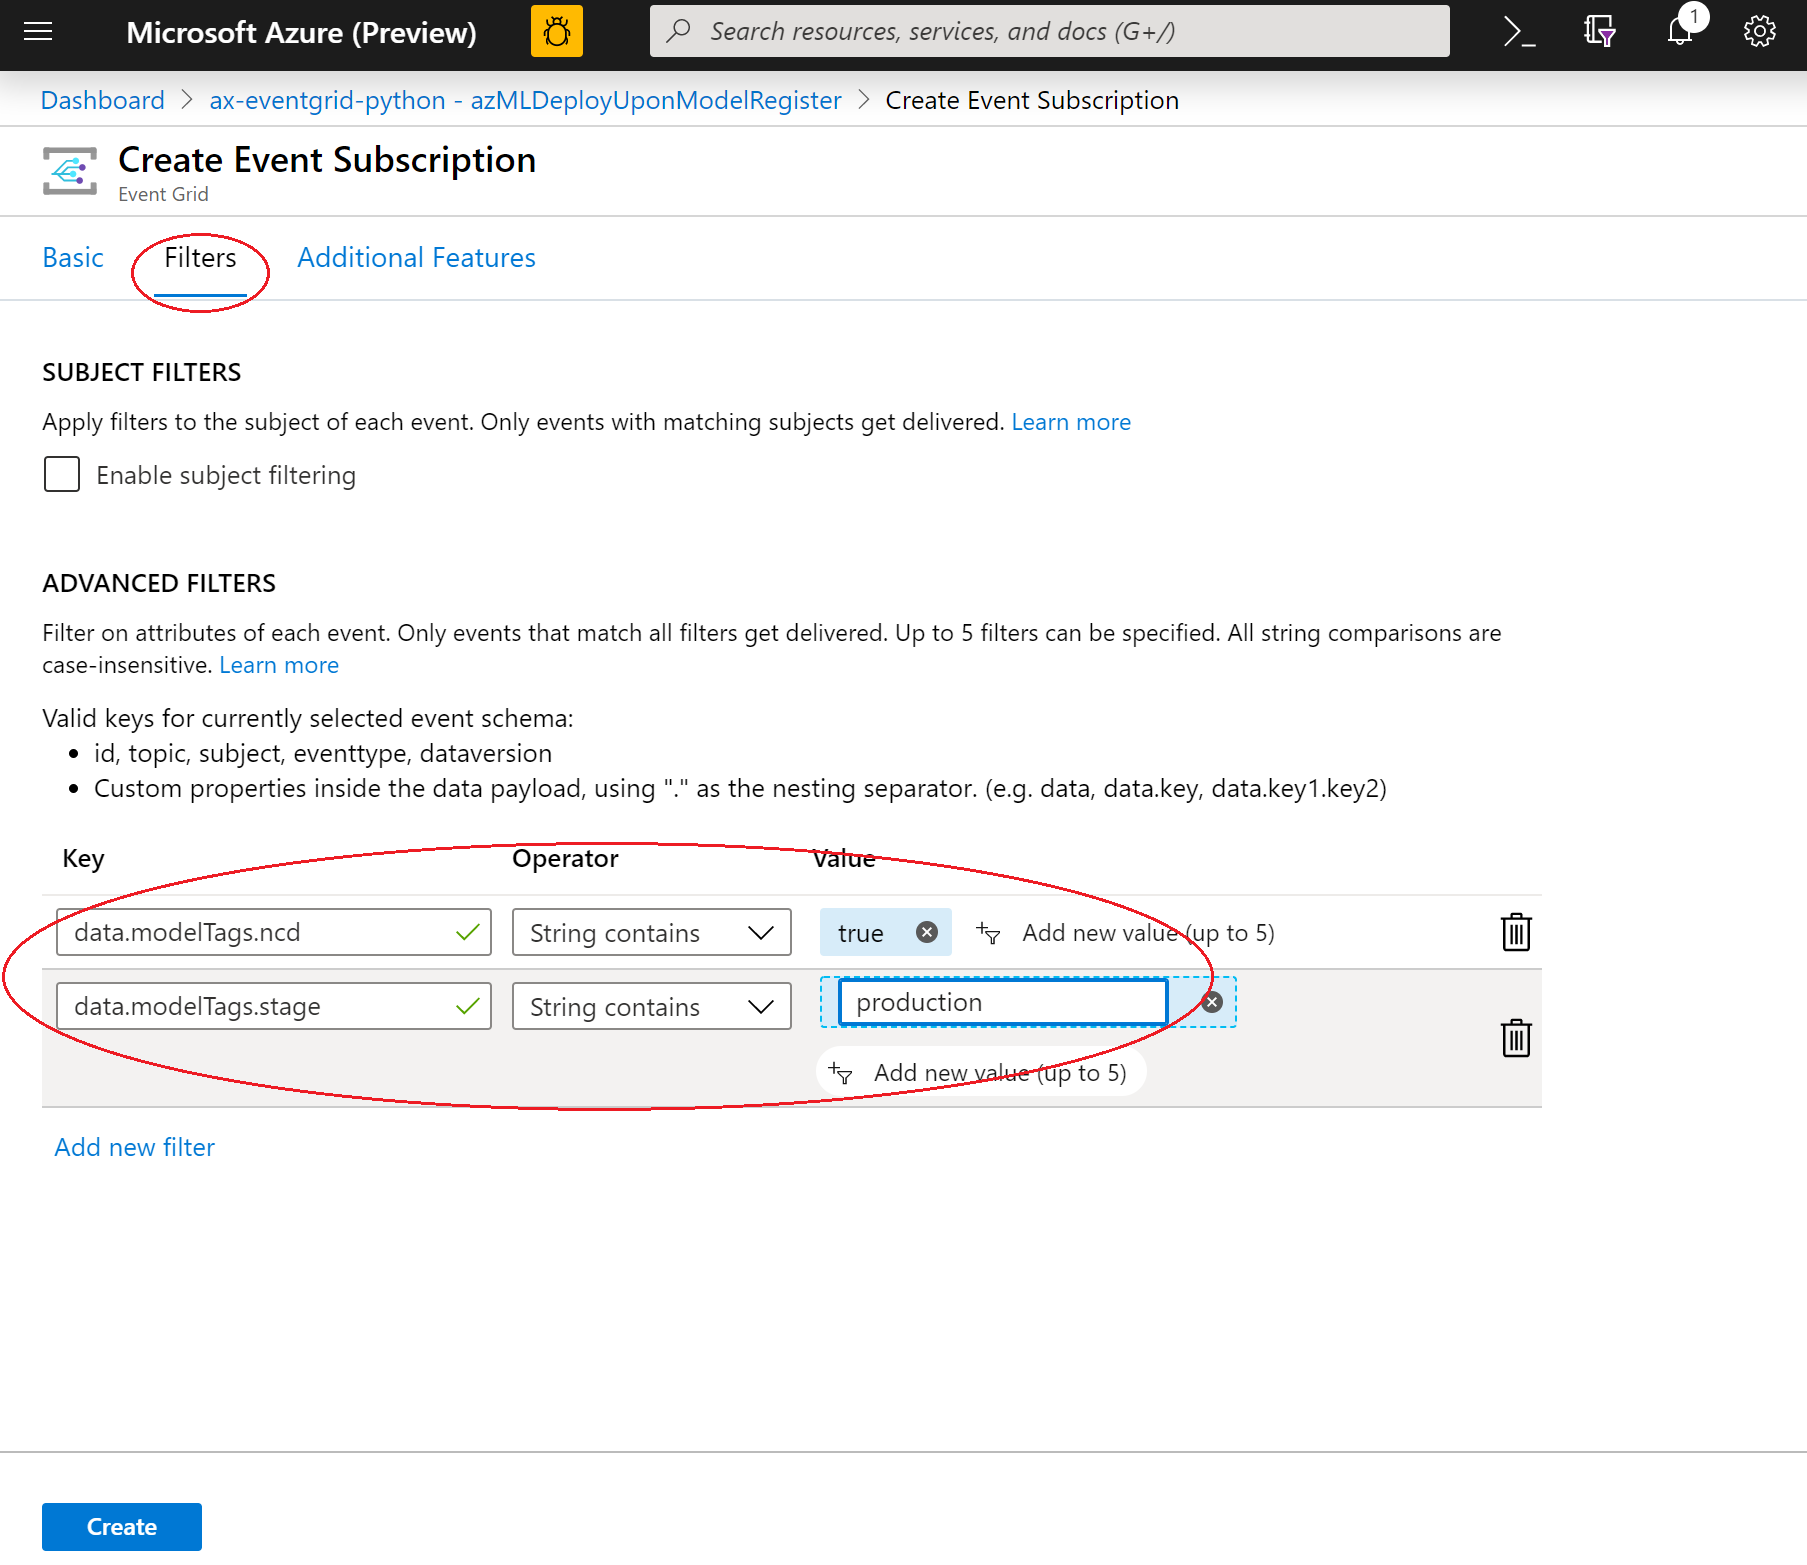 Microsoft Azure (Preview)
Search resources, services, and docs (G+/)
1
Dashboard > ax-eventgrid-python - azMLDeployUponModelRegister > Create Event Subscription
Create Event Subscription
Event Grid
Basic Filters Additional Features
SUBJECT FILTERS
Apply filters to the subject of each event. Only events with matching subjects get delivered. Learn more
Enable subject filtering
ADVANCED FILTERS
Filter on attributes of each event. Only events that match all filters get delivered. Up to 5 filters can be specified. All string comparisons are
case-insensitive. Learn more
Valid keys for currently selected event schema:
• id, topic, subject, eventtype, dataversion
• Custom properties inside the data payload, using "." as the nesting separator. (e.g. data, data.key, data.key1.key2)
Key Operator Value
data.modelTags.ncd String contains true Add new value (up to 5)
data.modelTags.stage String contains production
Add new value (up to 5)
Add new filter
Create